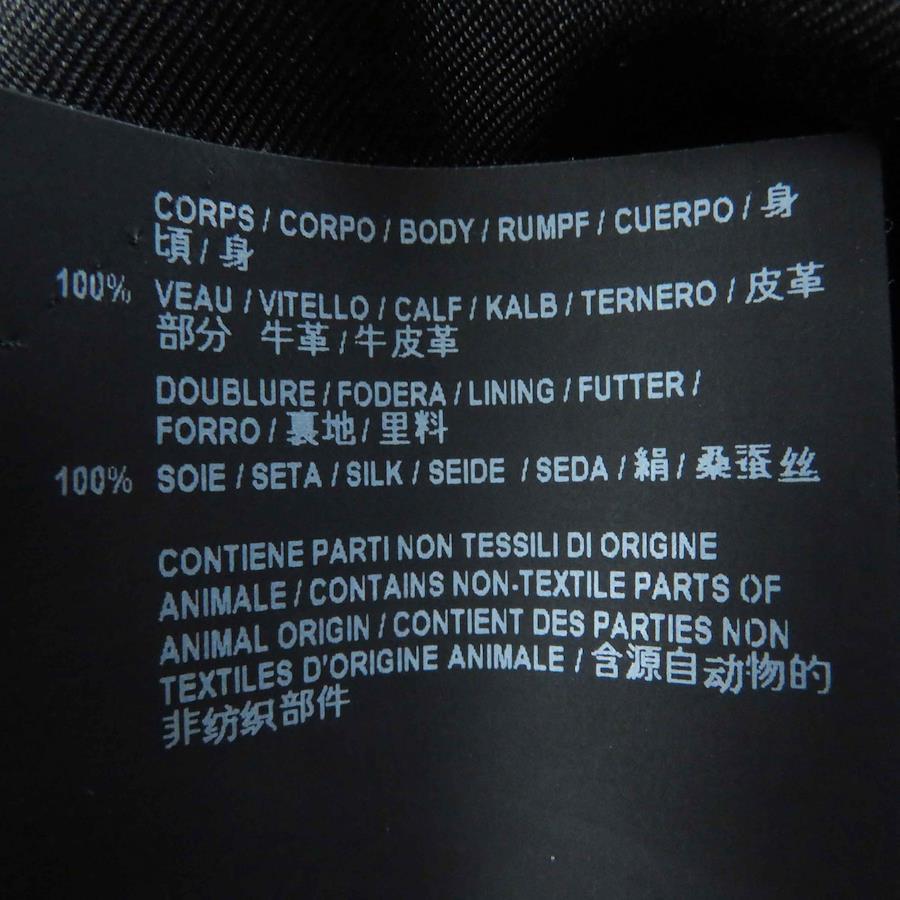 CORPS / CORPO / BODY / RUMPF / CUERPO / 身
頃 / 身
100% VEAU / VITELLO / CALF / KALB / TERNERO / 皮革
部分 牛革 / 牛皮革
DOUBLURE / FODERA / LINING / FUTTER /
FORRO / 裏地 / 里料
100% SOIE / SETA / SILK / SEIDE / SEDA / 絹 / 桑蚕丝
CONTIENE PARTI NON TESSILI DI ORIGINE
ANIMALE / CONTAINS NON-TEXTILE PARTS OF
ANIMAL ORIGIN / CONTIENT DES PARTIES NON
TEXTILES D'ORIGINE ANIMALE / 含源自动物的
非纺织部件